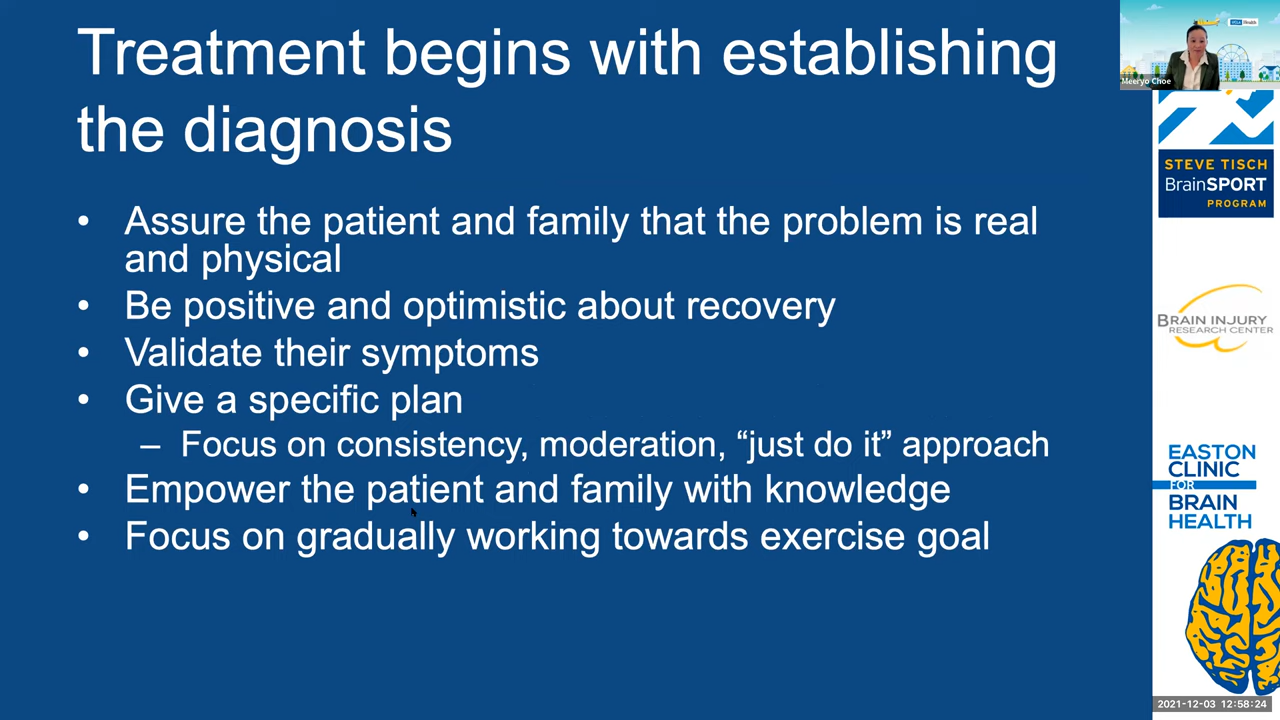 Treatment begins with establishing
the diagnosis
• Assure the patient and family that the problem is real
and physical
• Be positive and optimistic about recovery
• Validate their symptoms
• Give a specific plan
– Focus on consistency, moderation, “just do it” approach
• Empower the patient and family with knowledge
• Focus on gradually working towards exercise goal
Health
Meeryo Choe
STEVE TISCH
BrainSPORT
PROGRAM
BRAIN INJURY
RESEARCH CENTER
EASTON
CLINIC
FOR
BRAIN
HEALTH
2021-12-03 12:58:24